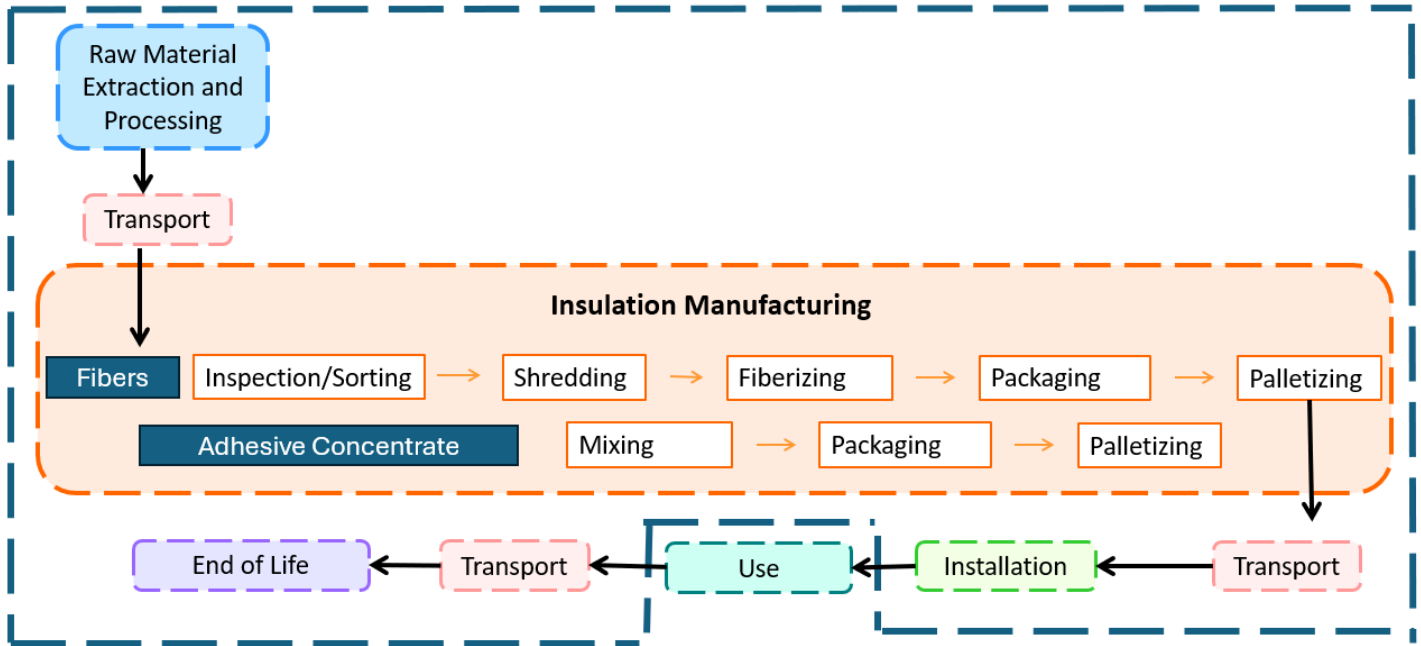 Raw Material
Extraction and
Processing
Transport
Insulation Manufacturing
Fibers
Inspection/Sorting
Shredding
Fiberizing
Packaging
Palletizing
Adhesive Concentrate
Mixing
Packaging
Palletizing
End of Life
Transport
Use
Installation
Transport